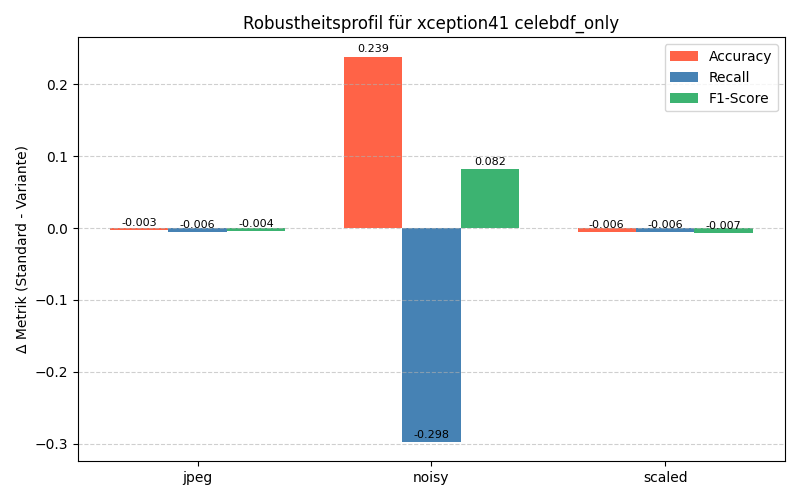 Robustheitsprofil für xception41 celebdf_only
Δ Metrik (Standard - Variante)
0.2
0.1
0.0
−0.1
−0.2
−0.3
Accuracy
Recall
F1-Score
-0.003
-0.006
-0.004
0.239
-0.298
0.082
-0.006
-0.006
-0.007
jpeg
noisy
scaled